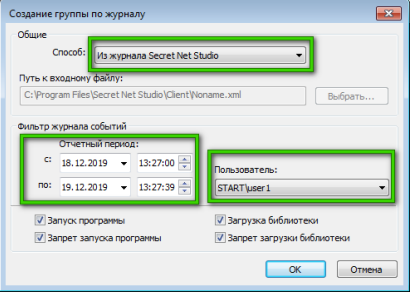 Создание группы по журналу
Общие
Способ: Из журнала Secret Net Studio
Путь к входному файлу:
C:\Program Files\Secret Net Studio\Client\Noname.xml Выбрать...
Фильтр журнала событий
Отчетный период:
с: 18.12.2019 13:27:00
по: 19.12.2019 13:27:39
Пользователь:
START\user1
Запуск программы
Загрузка библиотеки
Запрет запуска программы
Запрет загрузки библиотеки
OK Отмена